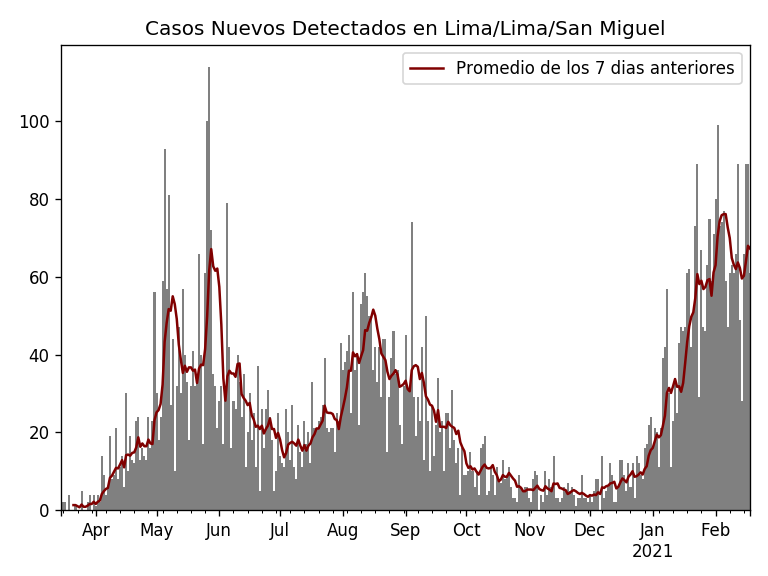 Casos Nuevos Detectados en Lima/Lima/San Miguel
Promedio de los 7 dias anteriores
100
80
60
40
20
0
Apr May Jun Jul Aug Sep Oct Nov Dec Jan Feb
2021